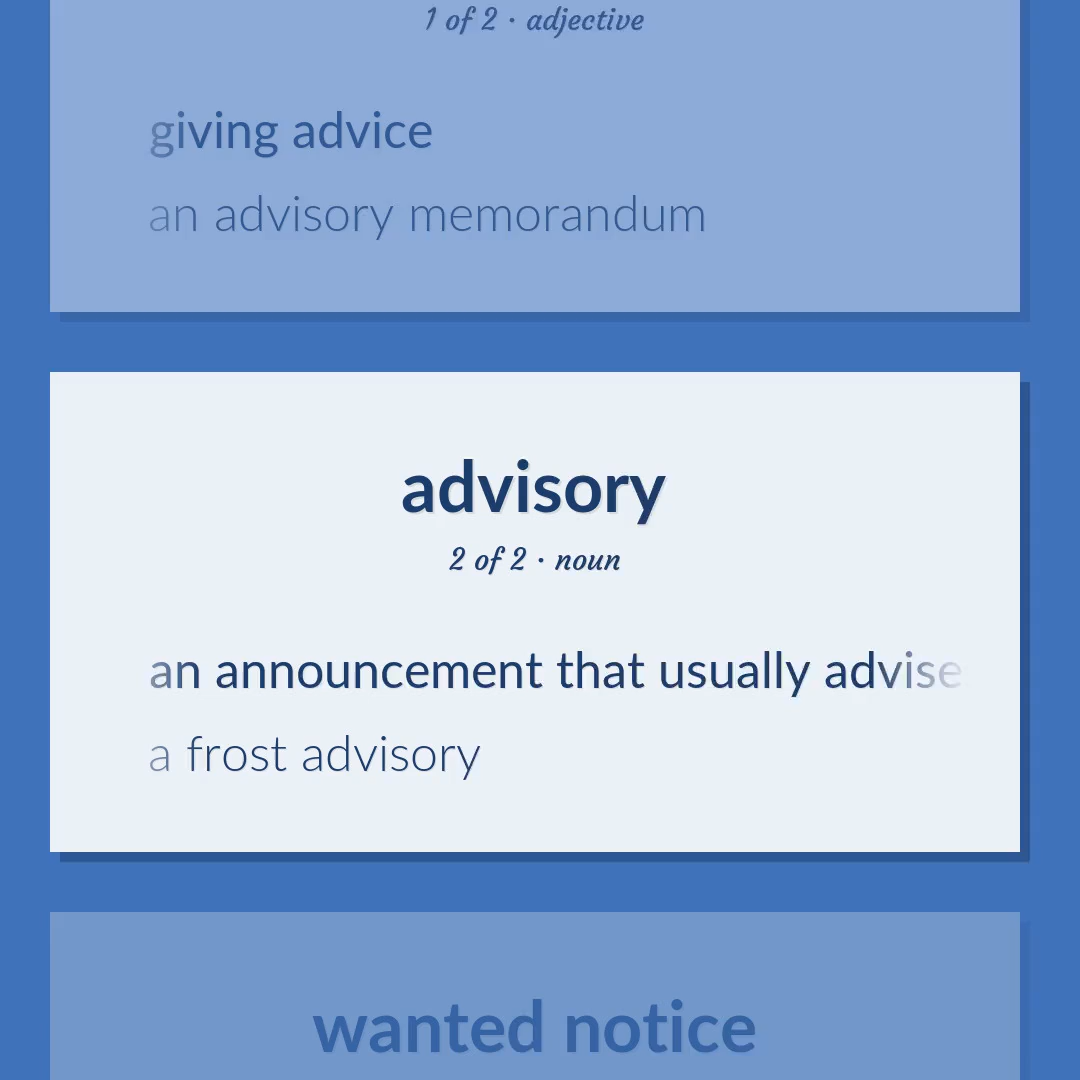 1 of 2 · adjective
giving advice
an advisory memorandum
advisory
2 of 2 · noun
an announcement that usually advise
a frost advisory
wanted notice